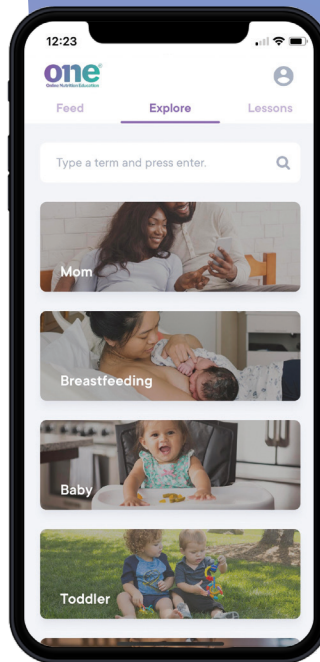 12:23
one
Online Nutrition Education
Feed Explore Lessons
Type a term and press enter.
Mom
Breastfeeding
Baby
Toddler